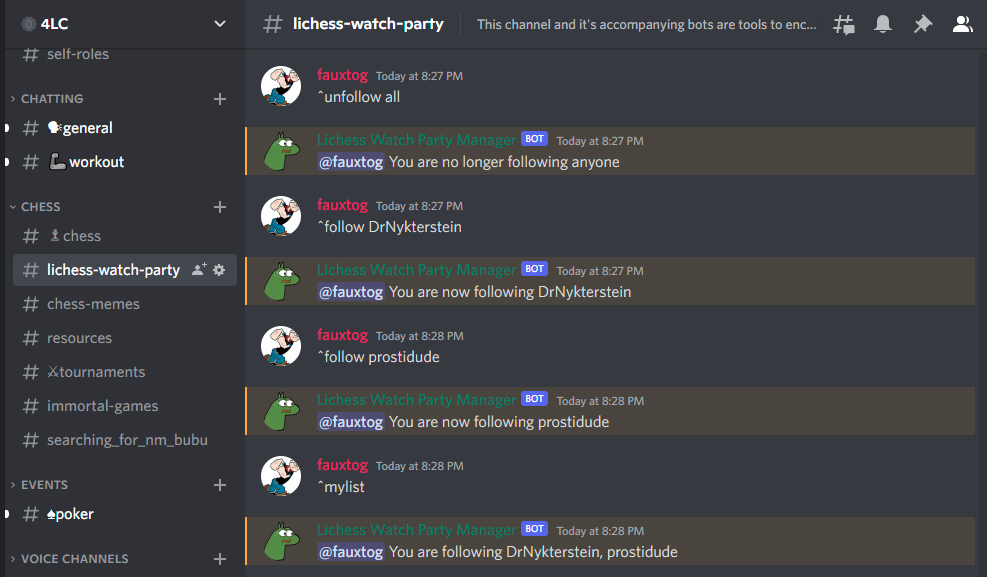 4LC
self-roles
CHATTING
general
workout
CHESS
chess
lichess-watch-party
chess-memes
resources
tournaments
immortal-games
searching_for_nm_bubu
EVENTS
poker
VOICE CHANNELS
lichess-watch-party
This channel and it's accompanying bots are tools to enc...
fauxtog Today at 8:27 PM
^unfollow all
Lichess Watch Party Manager BOT Today at 8:27 PM
@fauxtog You are no longer following anyone
fauxtog Today at 8:27 PM
^follow DrNykterstein
Lichess Watch Party Manager BOT Today at 8:27 PM
@fauxtog You are now following DrNykterstein
fauxtog Today at 8:28 PM
^follow prostidude
Lichess Watch Party Manager BOT Today at 8:28 PM
@fauxtog You are now following prostidude
fauxtog Today at 8:28 PM
^mylist
Lichess Watch Party Manager BOT Today at 8:28 PM
@fauxtog You are following DrNykterstein, prostidude